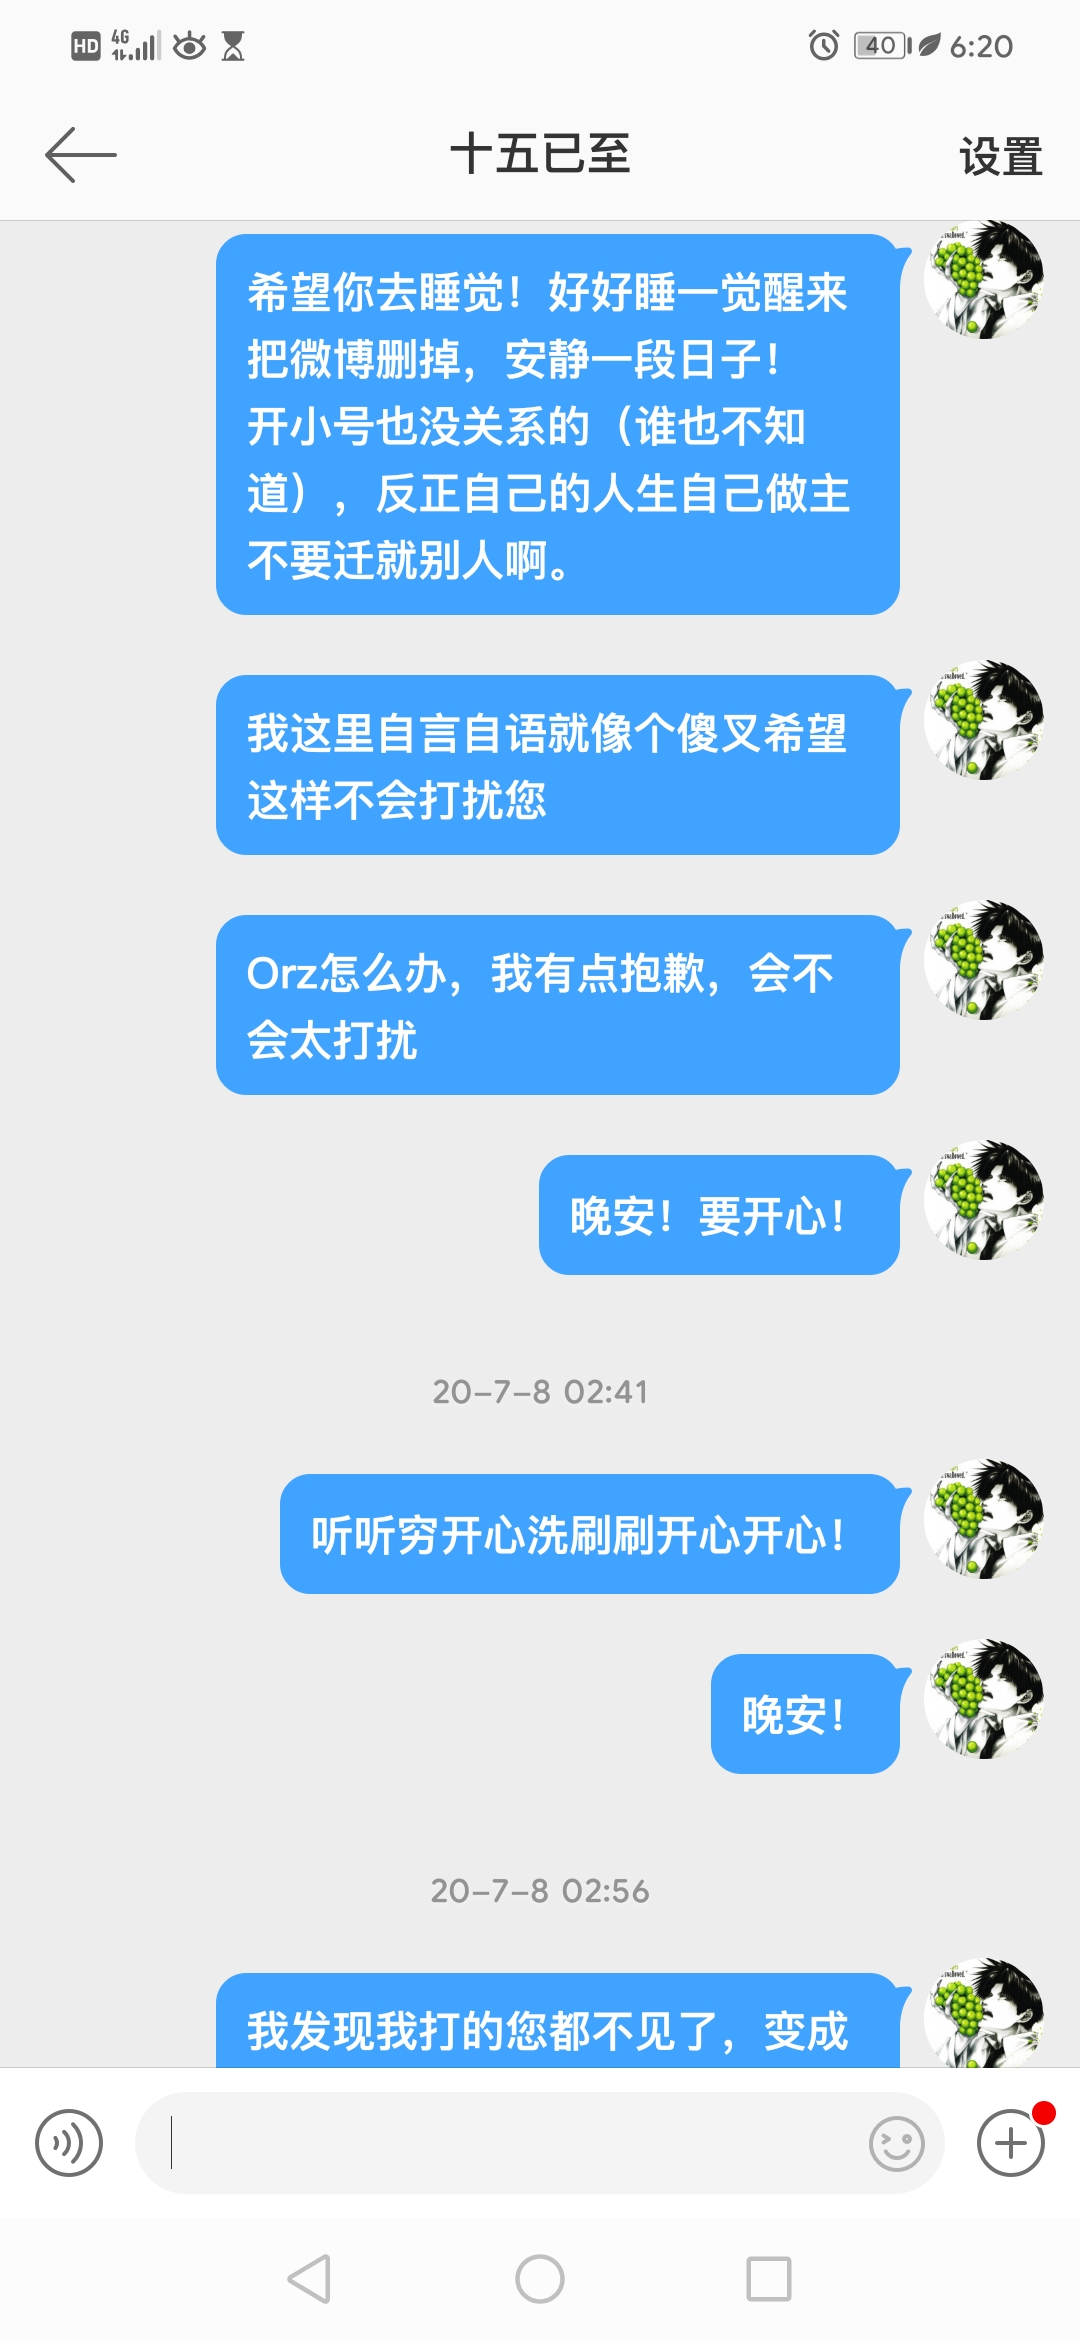 HD 4G 40 6:20
十五已至 设置
希望你去睡觉！好好睡一觉醒来
把微博删掉，安静一段日子！
开小号也没关系的（谁也不知
道），反正自己的人生自己做主
不要迁就别人啊。
我这里自言自语就像个傻叉希望
这样不会打扰您
Orz怎么办，我有点抱歉，会不
会太打扰
晚安！要开心！
20-7-8 02:41
听听穷开心洗刷刷开心开心！
晚安！
20-7-8 02:56
我发现我打的您都不见了，变成